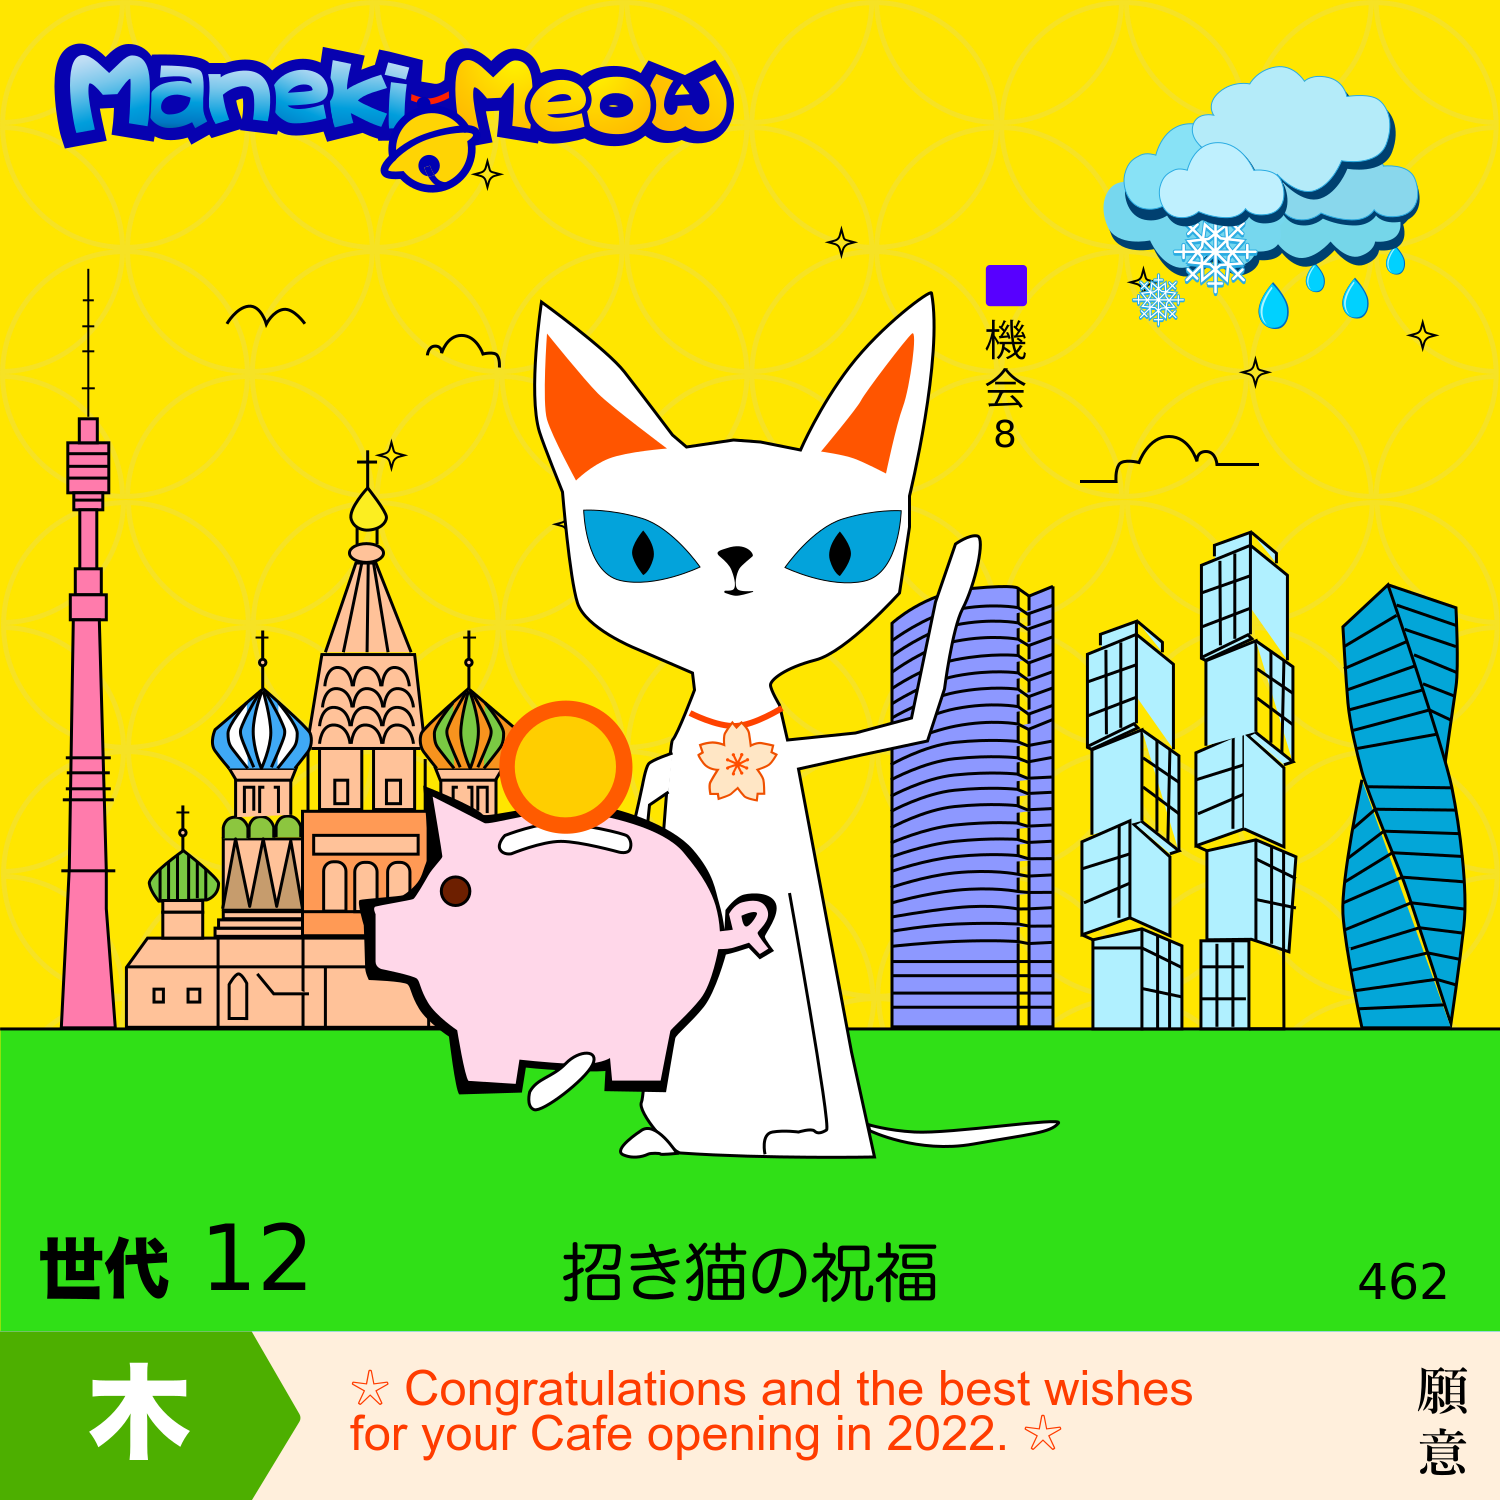 Maneki-Meow
機会8
世代 12
招き猫の祝福
462
木
☆ Congratulations and the best wishes
for your Cafe opening in 2022. ☆
願意